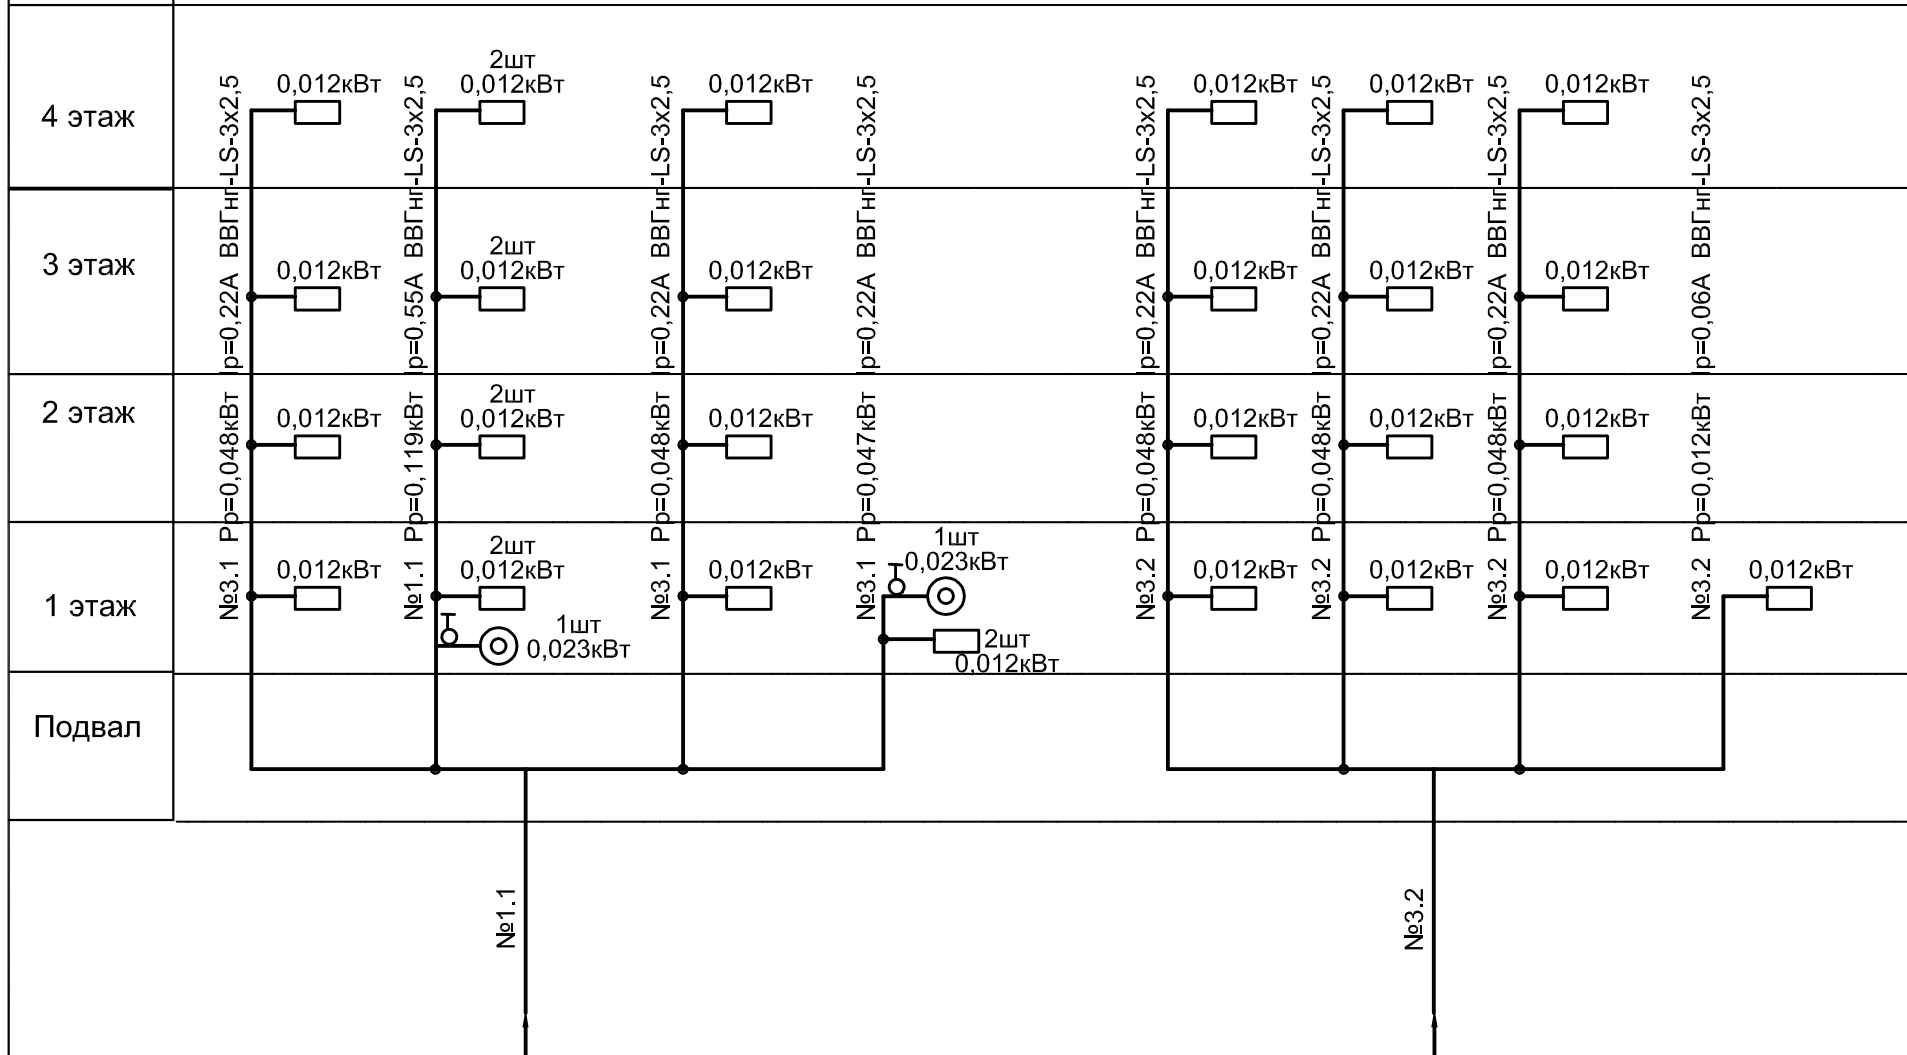 4 этаж
3 этаж
2 этаж
1 этаж
Подвал
№3.1 Рр=0,048кВт Iр=0,22А ВВГнг-LS-3х2,5
0,012кВт
0,012кВт
0,012кВт
0,012кВт
№1.1 Рр=0,119кВт Iр=0,55А ВВГнг-LS-3х2,5
2шт
0,012кВт
2шт
0,012кВт
2шт
0,012кВт
2шт
0,012кВт
1шт
0,023кВт
№3.1 Рр=0,048кВт Iр=0,22А ВВГнг-LS-3х2,5
0,012кВт
0,012кВт
0,012кВт
0,012кВт
№3.1 Рр=0,047кВт Iр=0,22А ВВГнг-LS-3х2,5
1шт
0,023кВт
2шт
0,012кВт
№3.2 Рр=0,048кВт Iр=0,22А ВВГнг-LS-3х2,5
0,012кВт
0,012кВт
0,012кВт
0,012кВт
№3.2 Рр=0,048кВт Iр=0,22А ВВГнг-LS-3х2,5
0,012кВт
0,012кВт
0,012кВт
0,012кВт
№3.2 Рр=0,048кВт Iр=0,22А ВВГнг-LS-3х2,5
0,012кВт
0,012кВт
0,012кВт
0,012кВт
№3.2 Рр=0,012кВт Iр=0,06А ВВГнг-LS-3х2,5
0,012кВт
№1.1
№3.2